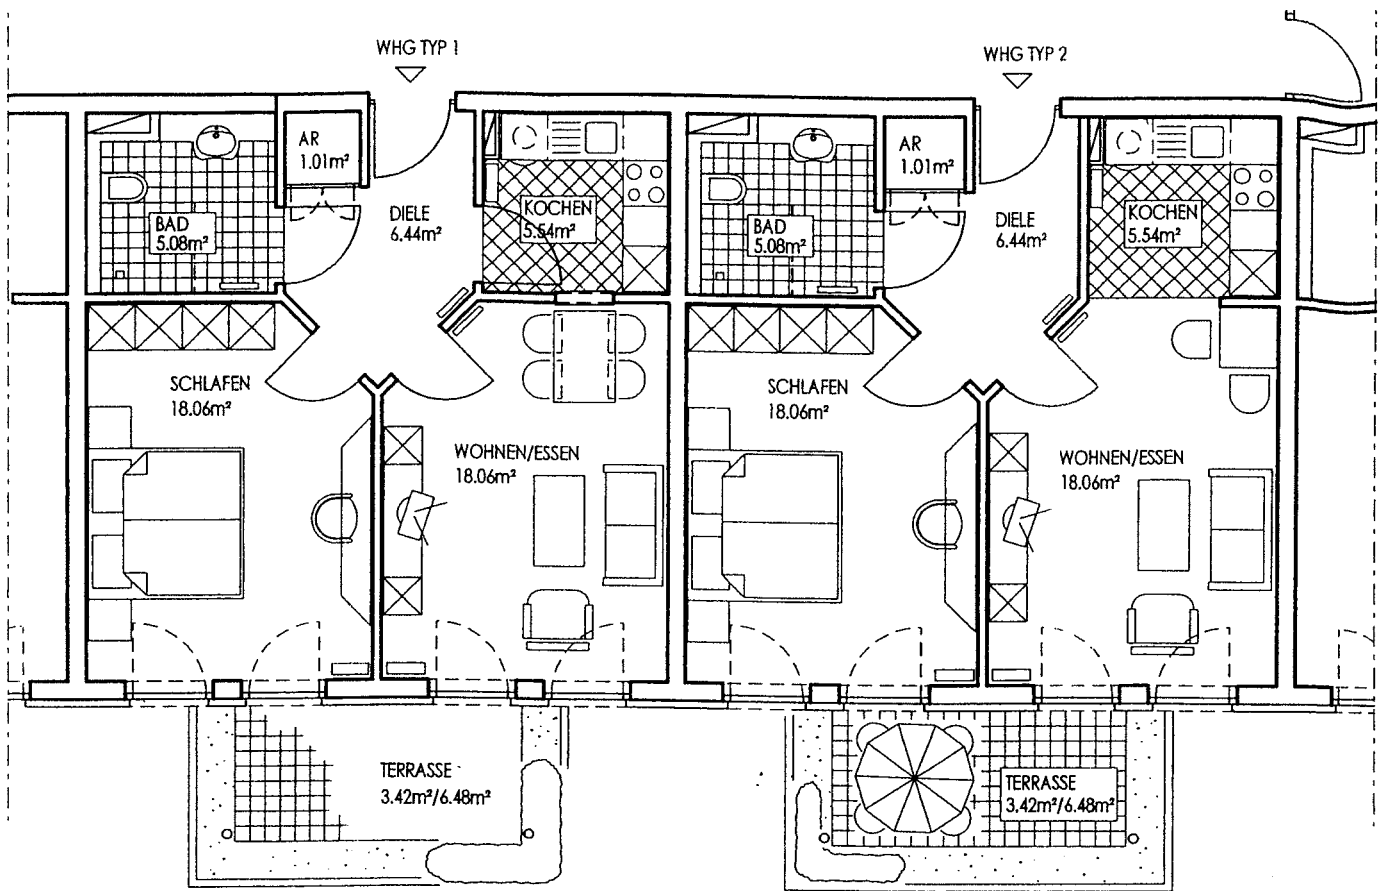 WHG TYP 1
WHG TYP 2
AR
1.01m²
DIELE
6.44m²
KOCHEN
5.54m²
BAD
5.08m²
AR
1.01m²
DIELE
6.44m²
KOCHEN
5.54m²
BAD
5.08m²
SCHLAFEN
18.06m²
WOHNEN/ESSEN
18.06m²
SCHLAFEN
18.06m²
WOHNEN/ESSEN
18.06m²
TERRASSE
3.42m²/6.48m²
TERRASSE
3.42m²/6.48m²